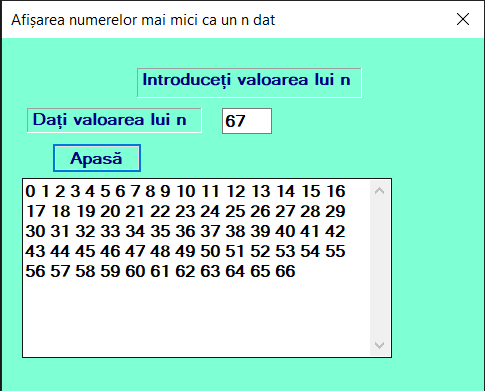 Afișarea numerelor mai mici ca un n dat
Introduceți valoarea lui n
Dați valoarea lui n 67
Apasă
0 1 2 3 4 5 6 7 8 9 10 11 12 13 14 15 16
17 18 19 20 21 22 23 24 25 26 27 28 29
30 31 32 33 34 35 36 37 38 39 40 41 42
43 44 45 46 47 48 49 50 51 52 53 54 55
56 57 58 59 60 61 62 63 64 65 66